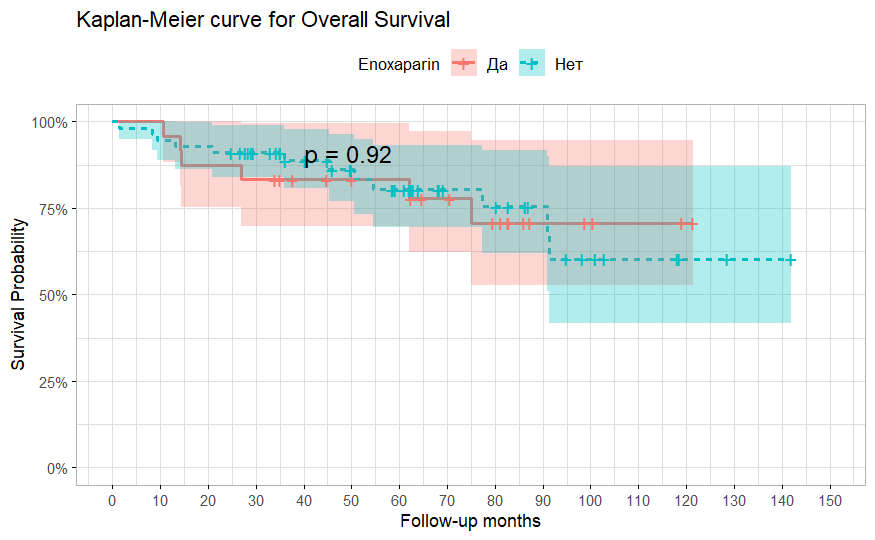 Kaplan-Meier curve for Overall Survival
Enoxaparin Да Нет
p = 0.92
100%
75%
50%
25%
0%
Survival Probability
0 10 20 30 40 50 60 70 80 90 100 110 120 130 140 150
Follow-up months